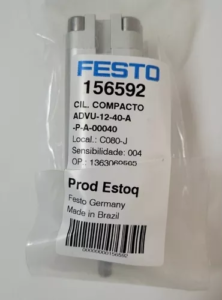 FESTO
156592
CIL. COMPACTO
ADVU-12-40-A
-P-A-00040
Local.: C080-J
Sensibilidade: 004
OP.:
Prod Estoq
Festo Germany
Made in Brazil